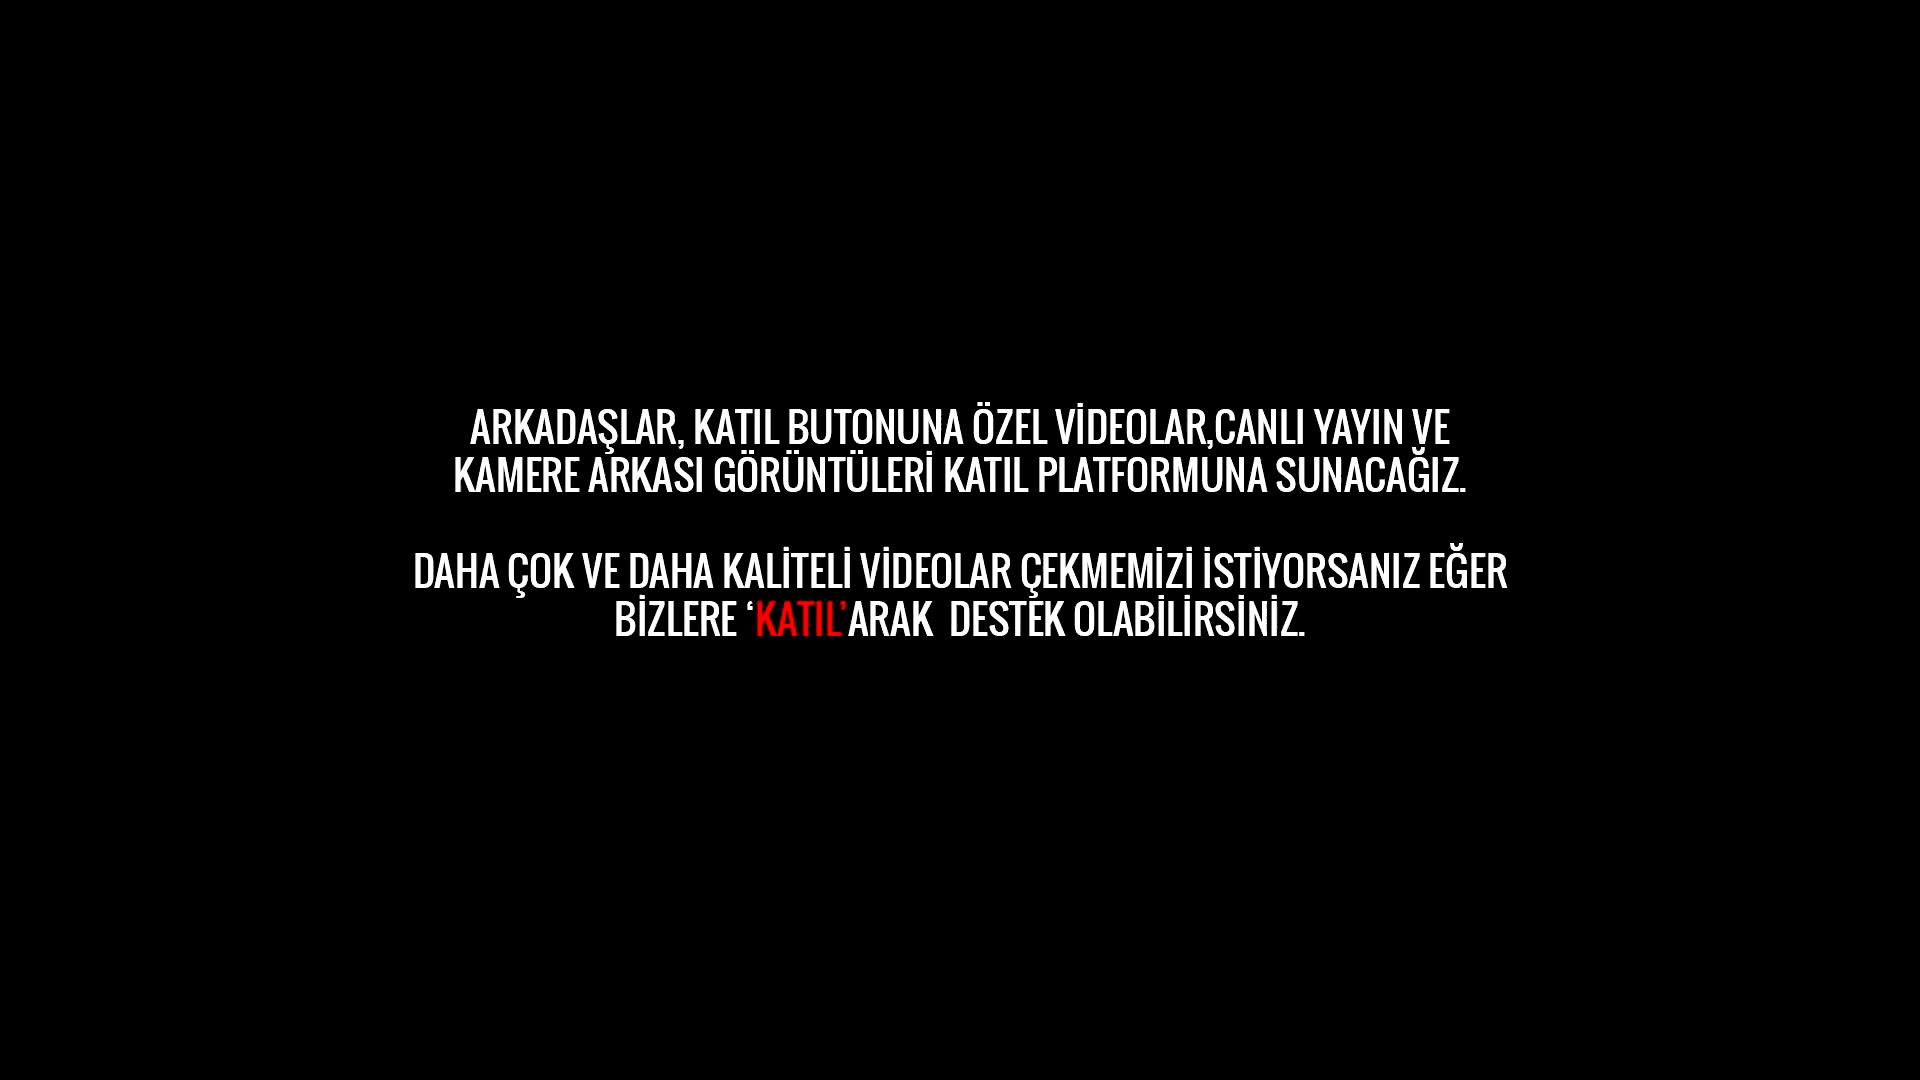 ARKADAŞLAR, KATIL BUTONUNA ÖZEL VİDEOLAR,CANLI YAYIN VE
KAMERE ARKASI GÖRÜNTÜLERİ KATIL PLATFORMUNA SUNACAĞIZ.
DAHA ÇOK VE DAHA KALİTELİ VİDEOLAR ÇEKMEMİZİ İSTİYORSANIZ EĞER
BİZLERE ‘KATIL’ARAK  DESTEK OLABİLİRSİNİZ.